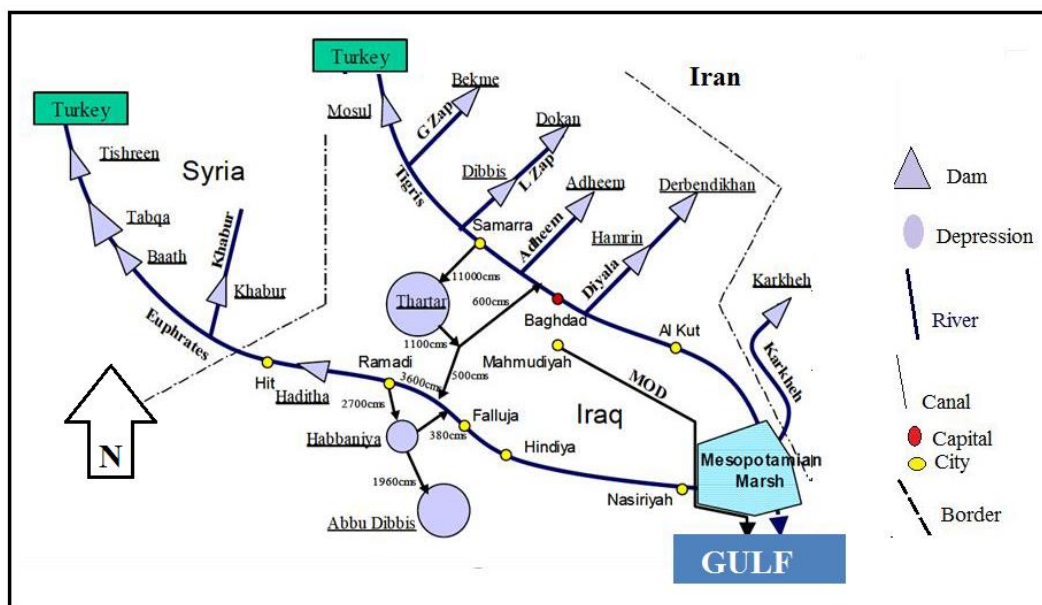 Turkey
Turkey
Iran
Bekme
Mosul
G Zap
Dokan
Tishreen
Syria
Dibbis
L Zap
Adheem
Derbendikhan
Tigris
Tabqa
Khabur
Samarra
Adheem
Hamrin
Baath
Khabur
11000cms
Diyala
Karkheh
Thartar
600cms
Euphrates
Baghdad
Al Kut
1100cms
Mahmudiyah
Ramadi
Karkheh
Hit
3600cms
500cms
MOD
Haditha
2700cms
Iraq
Falluja
Habbaniya
380cms
Hindiya
N
Mesopotamian
Marsh
1960cms
Nasiriyah
Abbu Dibbis
GULF
Dam
Depression
River
Canal
Capital
City
Border